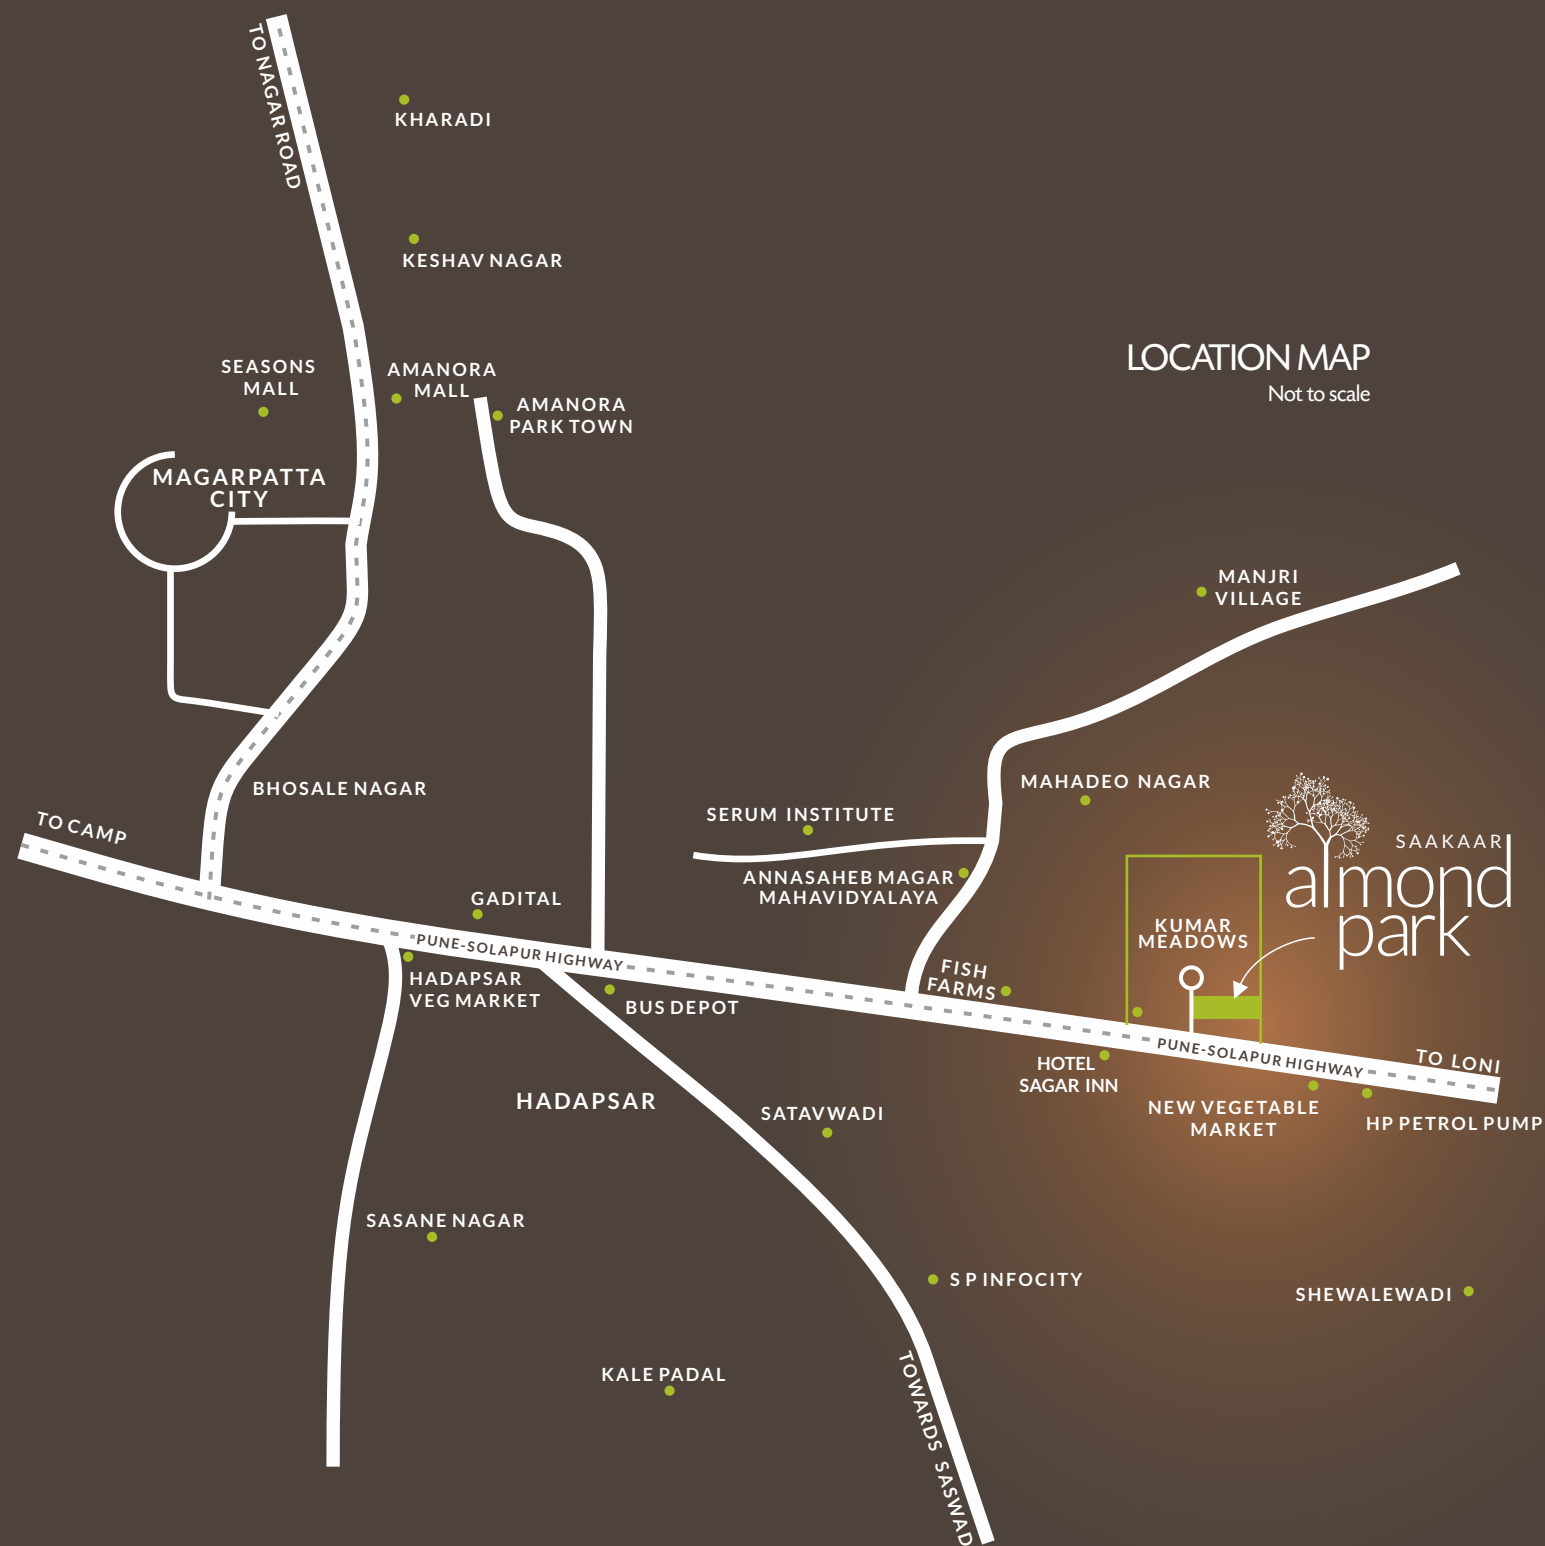 TO NAGAR ROAD
KHARADI
KESHAV NAGAR
LOCATION MAP
Not to scale
SEASONS
MALL
AMANORA
MALL
AMANORA
PARK TOWN
MAGARPATTA
CITY
MANJRI
VILLAGE
BHOSALE NAGAR
MAHADEO NAGAR
TO CAMP
SERUM INSTITUTE
SAAKAAR
almond
park
ANNASAHEB MAGAR
MAHAVIDYALAYA
GADITAL
KUMAR
MEADOWS
PUNE-SOLAPUR HIGHWAY
HADAPSAR
VEG MARKET
BUS DEPOT
FISH
FARMS
PUNE-SOLAPUR HIGHWAY
TO LONI
HOTEL
SAGAR INN
NEW VEGETABLE
MARKET
HP PETROL PUMP
HADAPSAR
SATAVWADI
SASANE NAGAR
S P INFOCITY
SHEWALEWADI
KALE PADAL
TOWARDS SASWAD